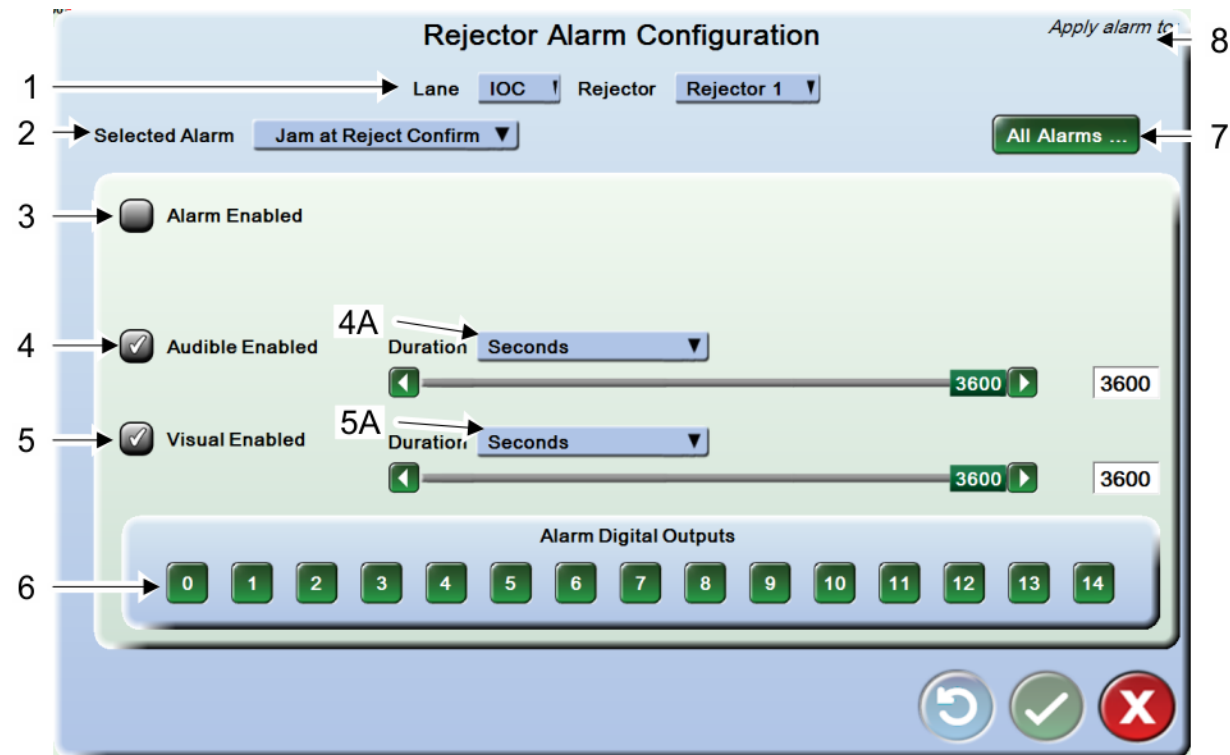 Rejector Alarm Configuration
Apply alarm to:
8
1
Lane IOC Rejector Rejector 1
2
Selected Alarm Jam at Reject Confirm
All Alarms ...
7
3
Alarm Enabled
4A
4
Audible Enabled Duration Seconds
3600 3600
5A
5
Visual Enabled Duration Seconds
3600 3600
Alarm Digital Outputs
6
0 1 2 3 4 5 6 7 8 9 10 11 12 13 14